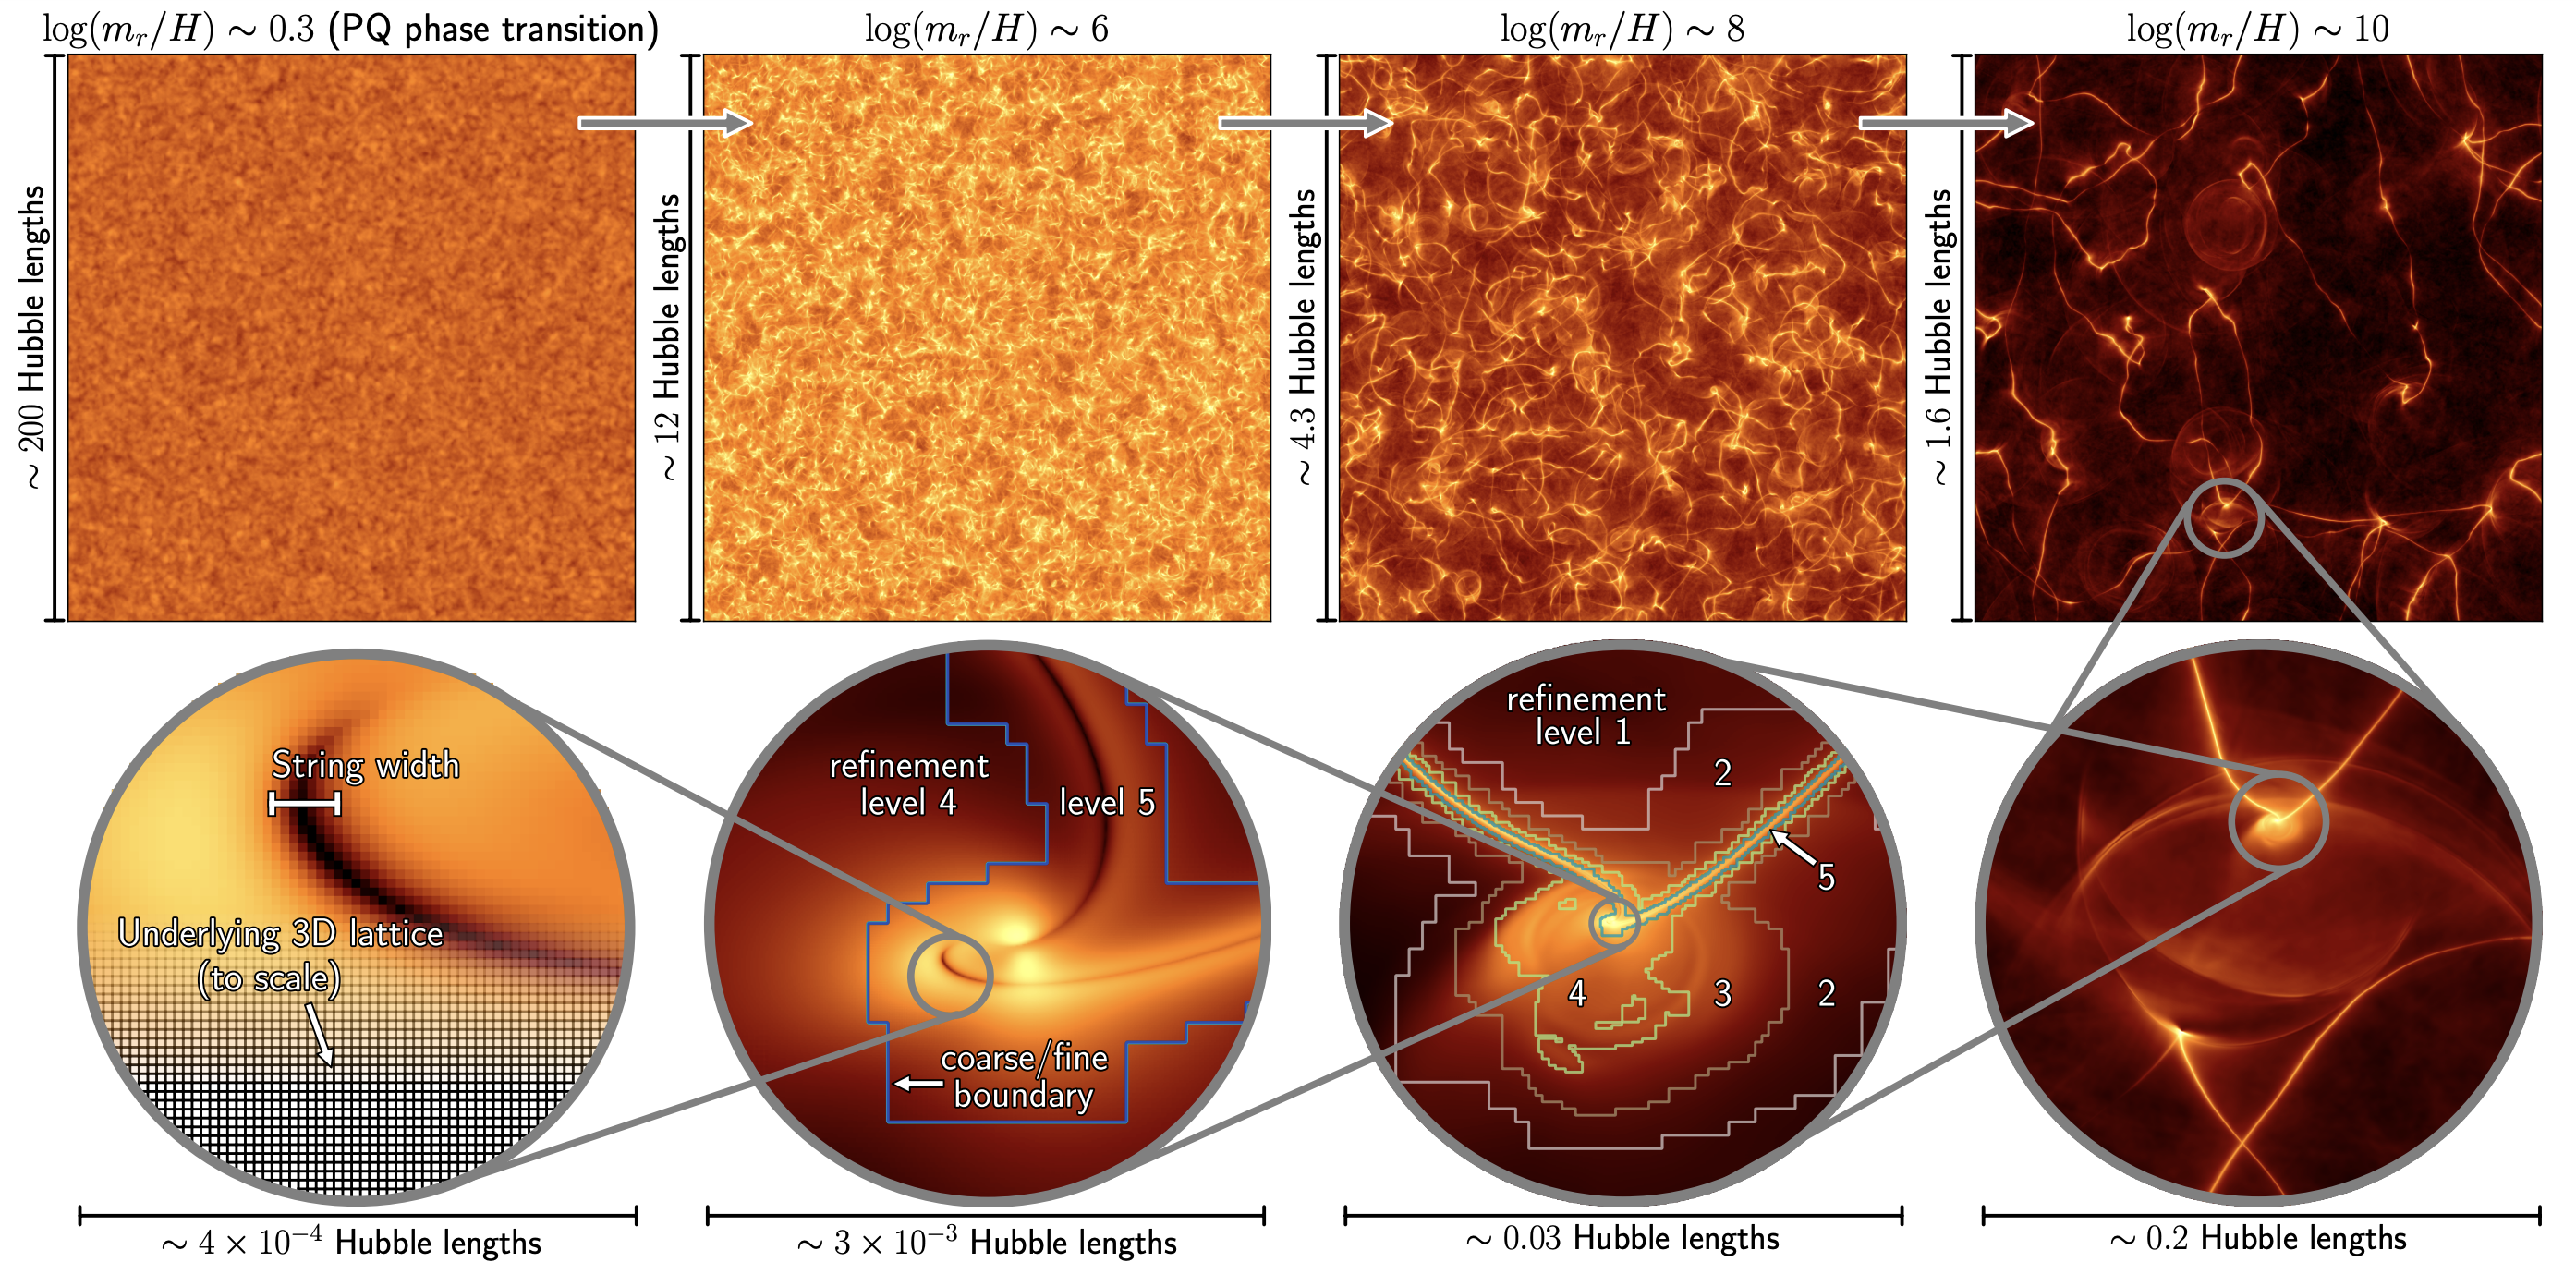 log(m_r/H) ∼ 0.3 (PQ phase transition)
log(m_r/H) ∼ 6
log(m_r/H) ∼ 8
log(m_r/H) ∼ 10
∼ 200 Hubble lengths
∼ 12 Hubble lengths
∼ 4.3 Hubble lengths
∼ 1.6 Hubble lengths
String width
Underlying 3D lattice
(to scale)
refinement
level 4
level 5
coarse/fine
boundary
refinement
level 1
2
5
4
3
2
∼ 4 × 10⁻⁴ Hubble lengths
∼ 3 × 10⁻³ Hubble lengths
∼ 0.03 Hubble lengths
∼ 0.2 Hubble lengths